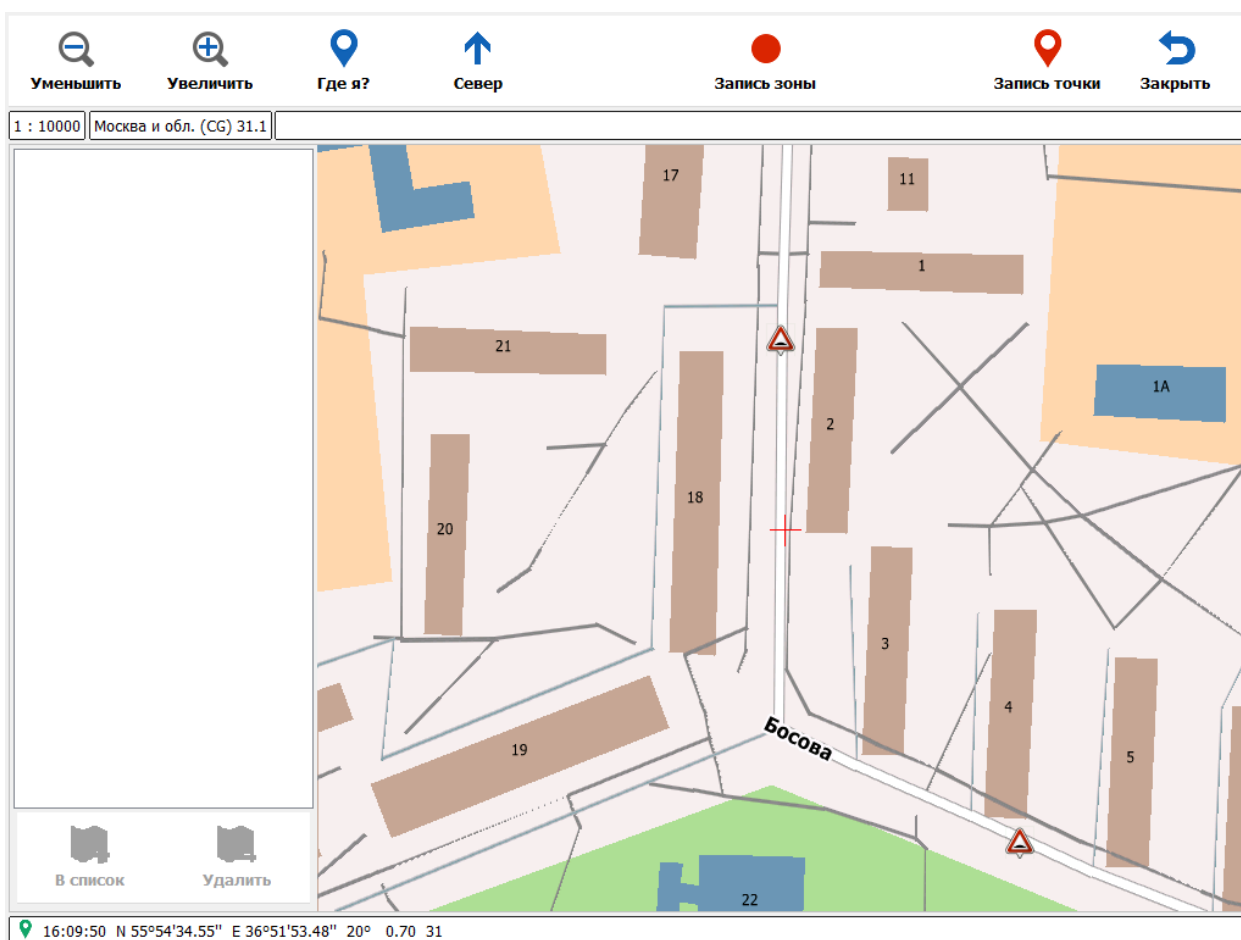 Уменьшить Увеличить Где я? Север Запись зоны Запись точки Закрыть
1 : 10000 Москва и обл. (CG) 31.1
17
11
1
21
1А
2
18
20
3
4
19
Босова
5
22
В список Удалить
16:09:50 N 55°54'34.55" E 36°51'53.48" 20° 0.70 31